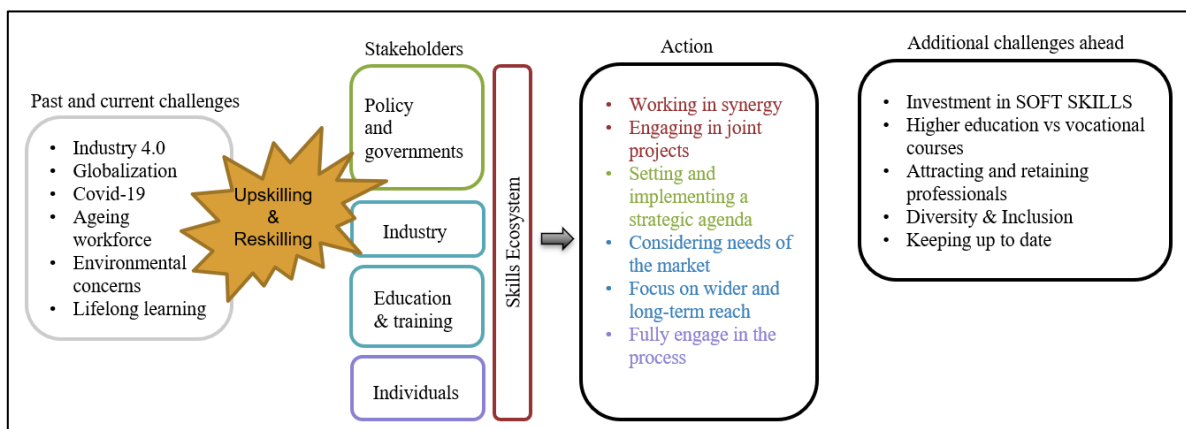 Past and current challenges
• Industry 4.0
• Globalization
• Covid-19
• Ageing
workforce
• Environmental
concerns
• Lifelong learning
Upskilling
&
Reskilling
Stakeholders
Policy
and
governments
Industry
Education
& training
Individuals
Skills Ecosystem
Action
• Working in synergy
• Engaging in joint
projects
• Setting and
implementing a
strategic agenda
• Considering needs of
the market
• Focus on wider and
long-term reach
• Fully engage in the
process
Additional challenges ahead
• Investment in SOFT SKILLS
• Higher education vs vocational
courses
• Attracting and retaining
professionals
• Diversity & Inclusion
• Keeping up to date